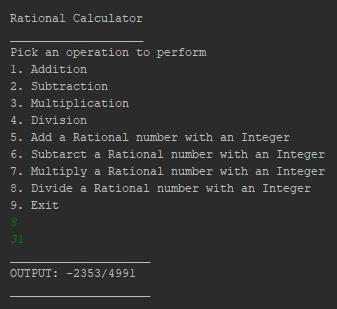 Rational Calculator
___________________
Pick an operation to perform
1. Addition
2. Subtraction
3. Multiplication
4. Division
5. Add a Rational number with an Integer
6. Subtarct a Rational number with an Integer
7. Multiply a Rational number with an Integer
8. Divide a Rational number with an Integer
9. Exit
8
31
____________________
OUTPUT: -2353/4991
____________________